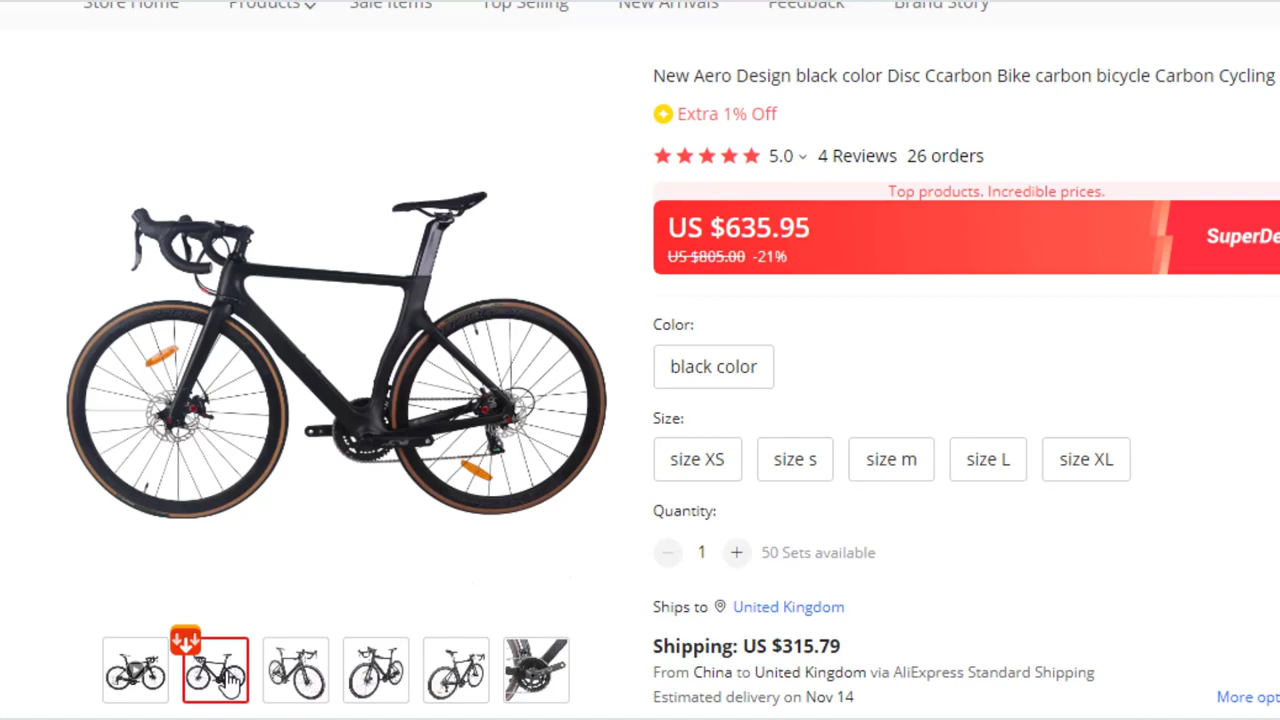 Store Home Products Sale Items Top Selling New Arrivals Feedback Brand Story
New Aero Design black color Disc Ccarbon Bike carbon bicycle Carbon Cycling
Extra 1% Off
5.0 4 Reviews 26 orders
Top products. Incredible prices.
US $635.95
US $805.00 -21%
SuperDe
Color:
black color
Size:
size XS size s size m size L size XL
Quantity:
− 1 + 50 Sets available
Ships to United Kingdom
Shipping: US $315.79
From China to United Kingdom via AliExpress Standard Shipping
Estimated delivery on Nov 14
More opt